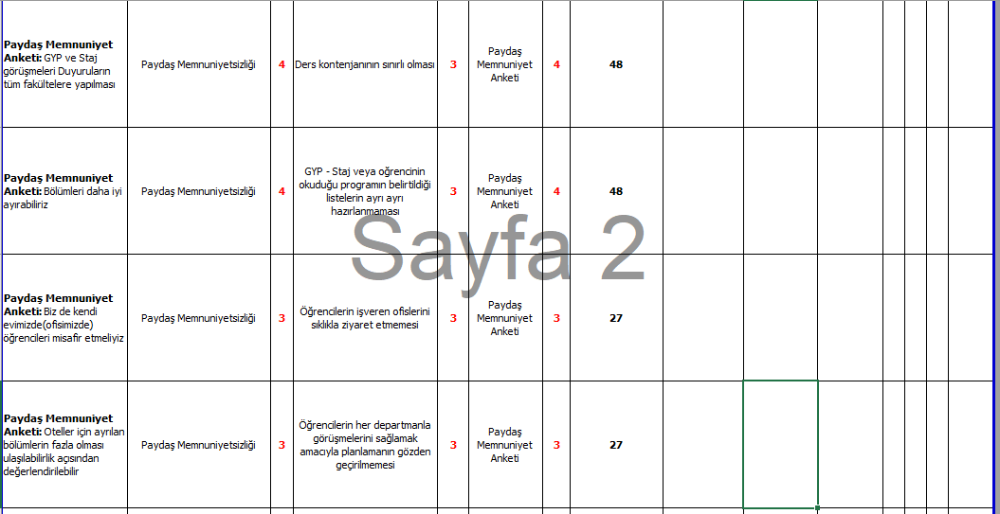 Paydaş Memnuniyet
Anketi: GYP ve Staj
görüşmeleri Duyuruların
tüm fakültelere yapılması
Paydaş Memnuniyetsizliği
4
Ders kontenjanının sınırlı olması
3
Paydaş
Memnuniyet
Anketi
4
48
Paydaş Memnuniyet
Anketi: Bölümleri daha iyi
ayırabiliriz
Paydaş Memnuniyetsizliği
4
GYP - Staj veya öğrencinin
okuduğu programın belirtildiği
listelerin ayrı ayrı
hazırlanmaması
3
Paydaş
Memnuniyet
Anketi
4
48
Sayfa 2
Paydaş Memnuniyet
Anketi: Biz de kendi
evimizde(ofisimizde)
öğrencileri misafir etmeliyiz
Paydaş Memnuniyetsizliği
3
Öğrencilerin işveren ofislerini
sıklıkla ziyaret etmemesi
3
Paydaş
Memnuniyet
Anketi
3
27
Paydaş Memnuniyet
Anketi: Oteller için ayrılan
bölümlerin fazla olması
ulaşılabilirlik açısından
değerlendirilebilir
Paydaş Memnuniyetsizliği
3
Öğrencilerin her departmanla
görüşmelerini sağlamak
amacıyla planlamanın gözden
geçirilmemesi
3
Paydaş
Memnuniyet
Anketi
3
27